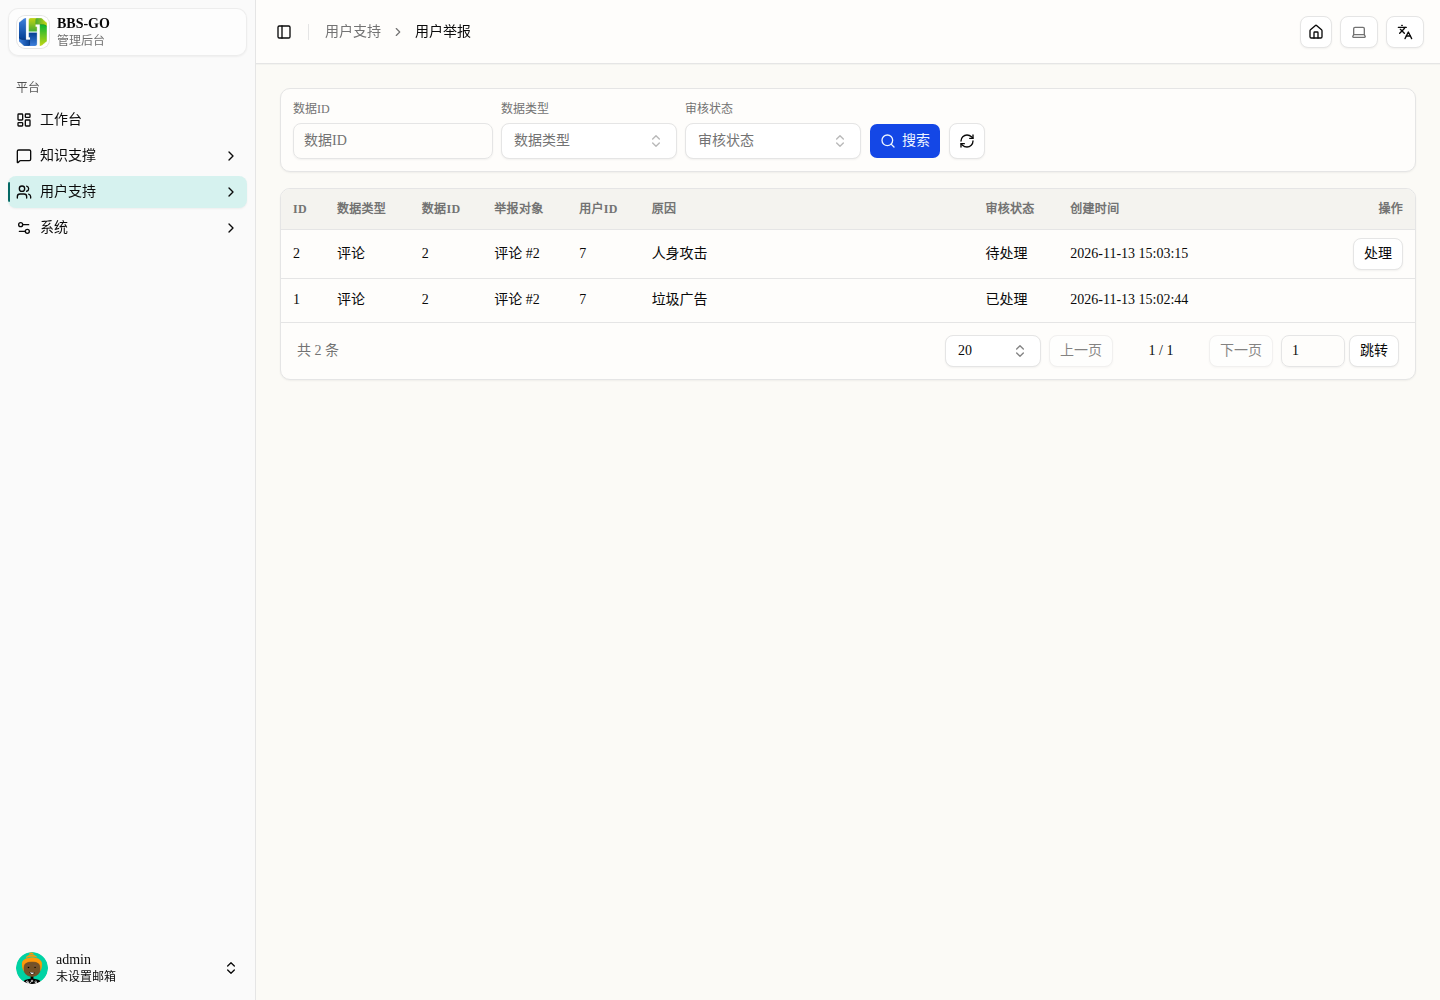 BBS-GO
管理后台
平台
工作台
知识支撑
用户支持
系统
admin
未设置邮箱
用户支持 用户举报
数据ID 数据类型 审核状态
数据ID 数据类型 审核状态 搜索
ID 数据类型 数据ID 举报对象 用户ID 原因 审核状态 创建时间 操作
2 评论 2 评论 #2 7 人身攻击 待处理 2026-11-13 15:03:15 处理
1 评论 2 评论 #2 7 垃圾广告 已处理 2026-11-13 15:02:44
共 2 条 20 上一页 1 / 1 下一页 1 跳转